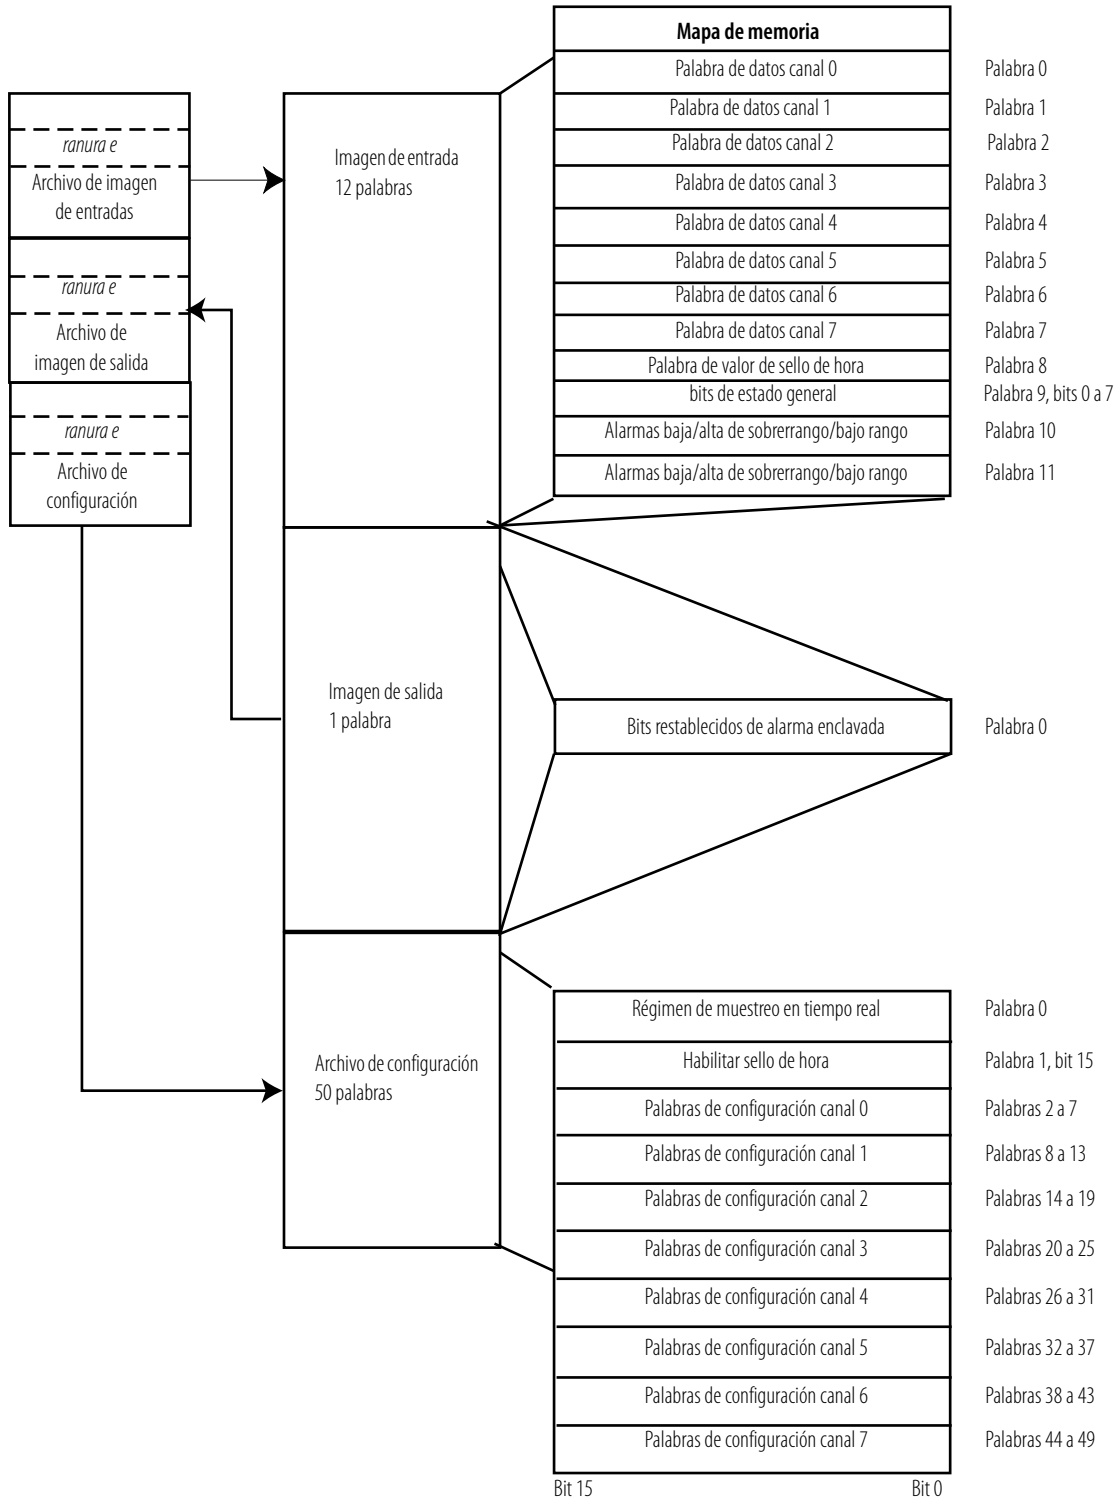 Mapa de memoria
Palabra de datos canal 0 Palabra 0
Palabra de datos canal 1 Palabra 1
Palabra de datos canal 2 Palabra 2
Palabra de datos canal 3 Palabra 3
Palabra de datos canal 4 Palabra 4
Palabra de datos canal 5 Palabra 5
Palabra de datos canal 6 Palabra 6
Palabra de datos canal 7 Palabra 7
Palabra de valor de sello de hora Palabra 8
bits de estado general Palabra 9, bits 0 a 7
Alarmas baja/alta de sobrerrango/bajo rango Palabra 10
Alarmas baja/alta de sobrerrango/bajo rango Palabra 11
ranura e
Archivo de imagen
de entradas
ranura e
Archivo de
imagen de salida
ranura e
Archivo de
configuración
Imagen de entrada
12 palabras
Imagen de salida
1 palabra
Bits restablecidos de alarma enclavada Palabra 0
Archivo de configuración
50 palabras
Régimen de muestreo en tiempo real Palabra 0
Habilitar sello de hora Palabra 1, bit 15
Palabras de configuración canal 0 Palabras 2 a 7
Palabras de configuración canal 1 Palabras 8 a 13
Palabras de configuración canal 2 Palabras 14 a 19
Palabras de configuración canal 3 Palabras 20 a 25
Palabras de configuración canal 4 Palabras 26 a 31
Palabras de configuración canal 5 Palabras 32 a 37
Palabras de configuración canal 6 Palabras 38 a 43
Palabras de configuración canal 7 Palabras 44 a 49
Bit 15 Bit 0